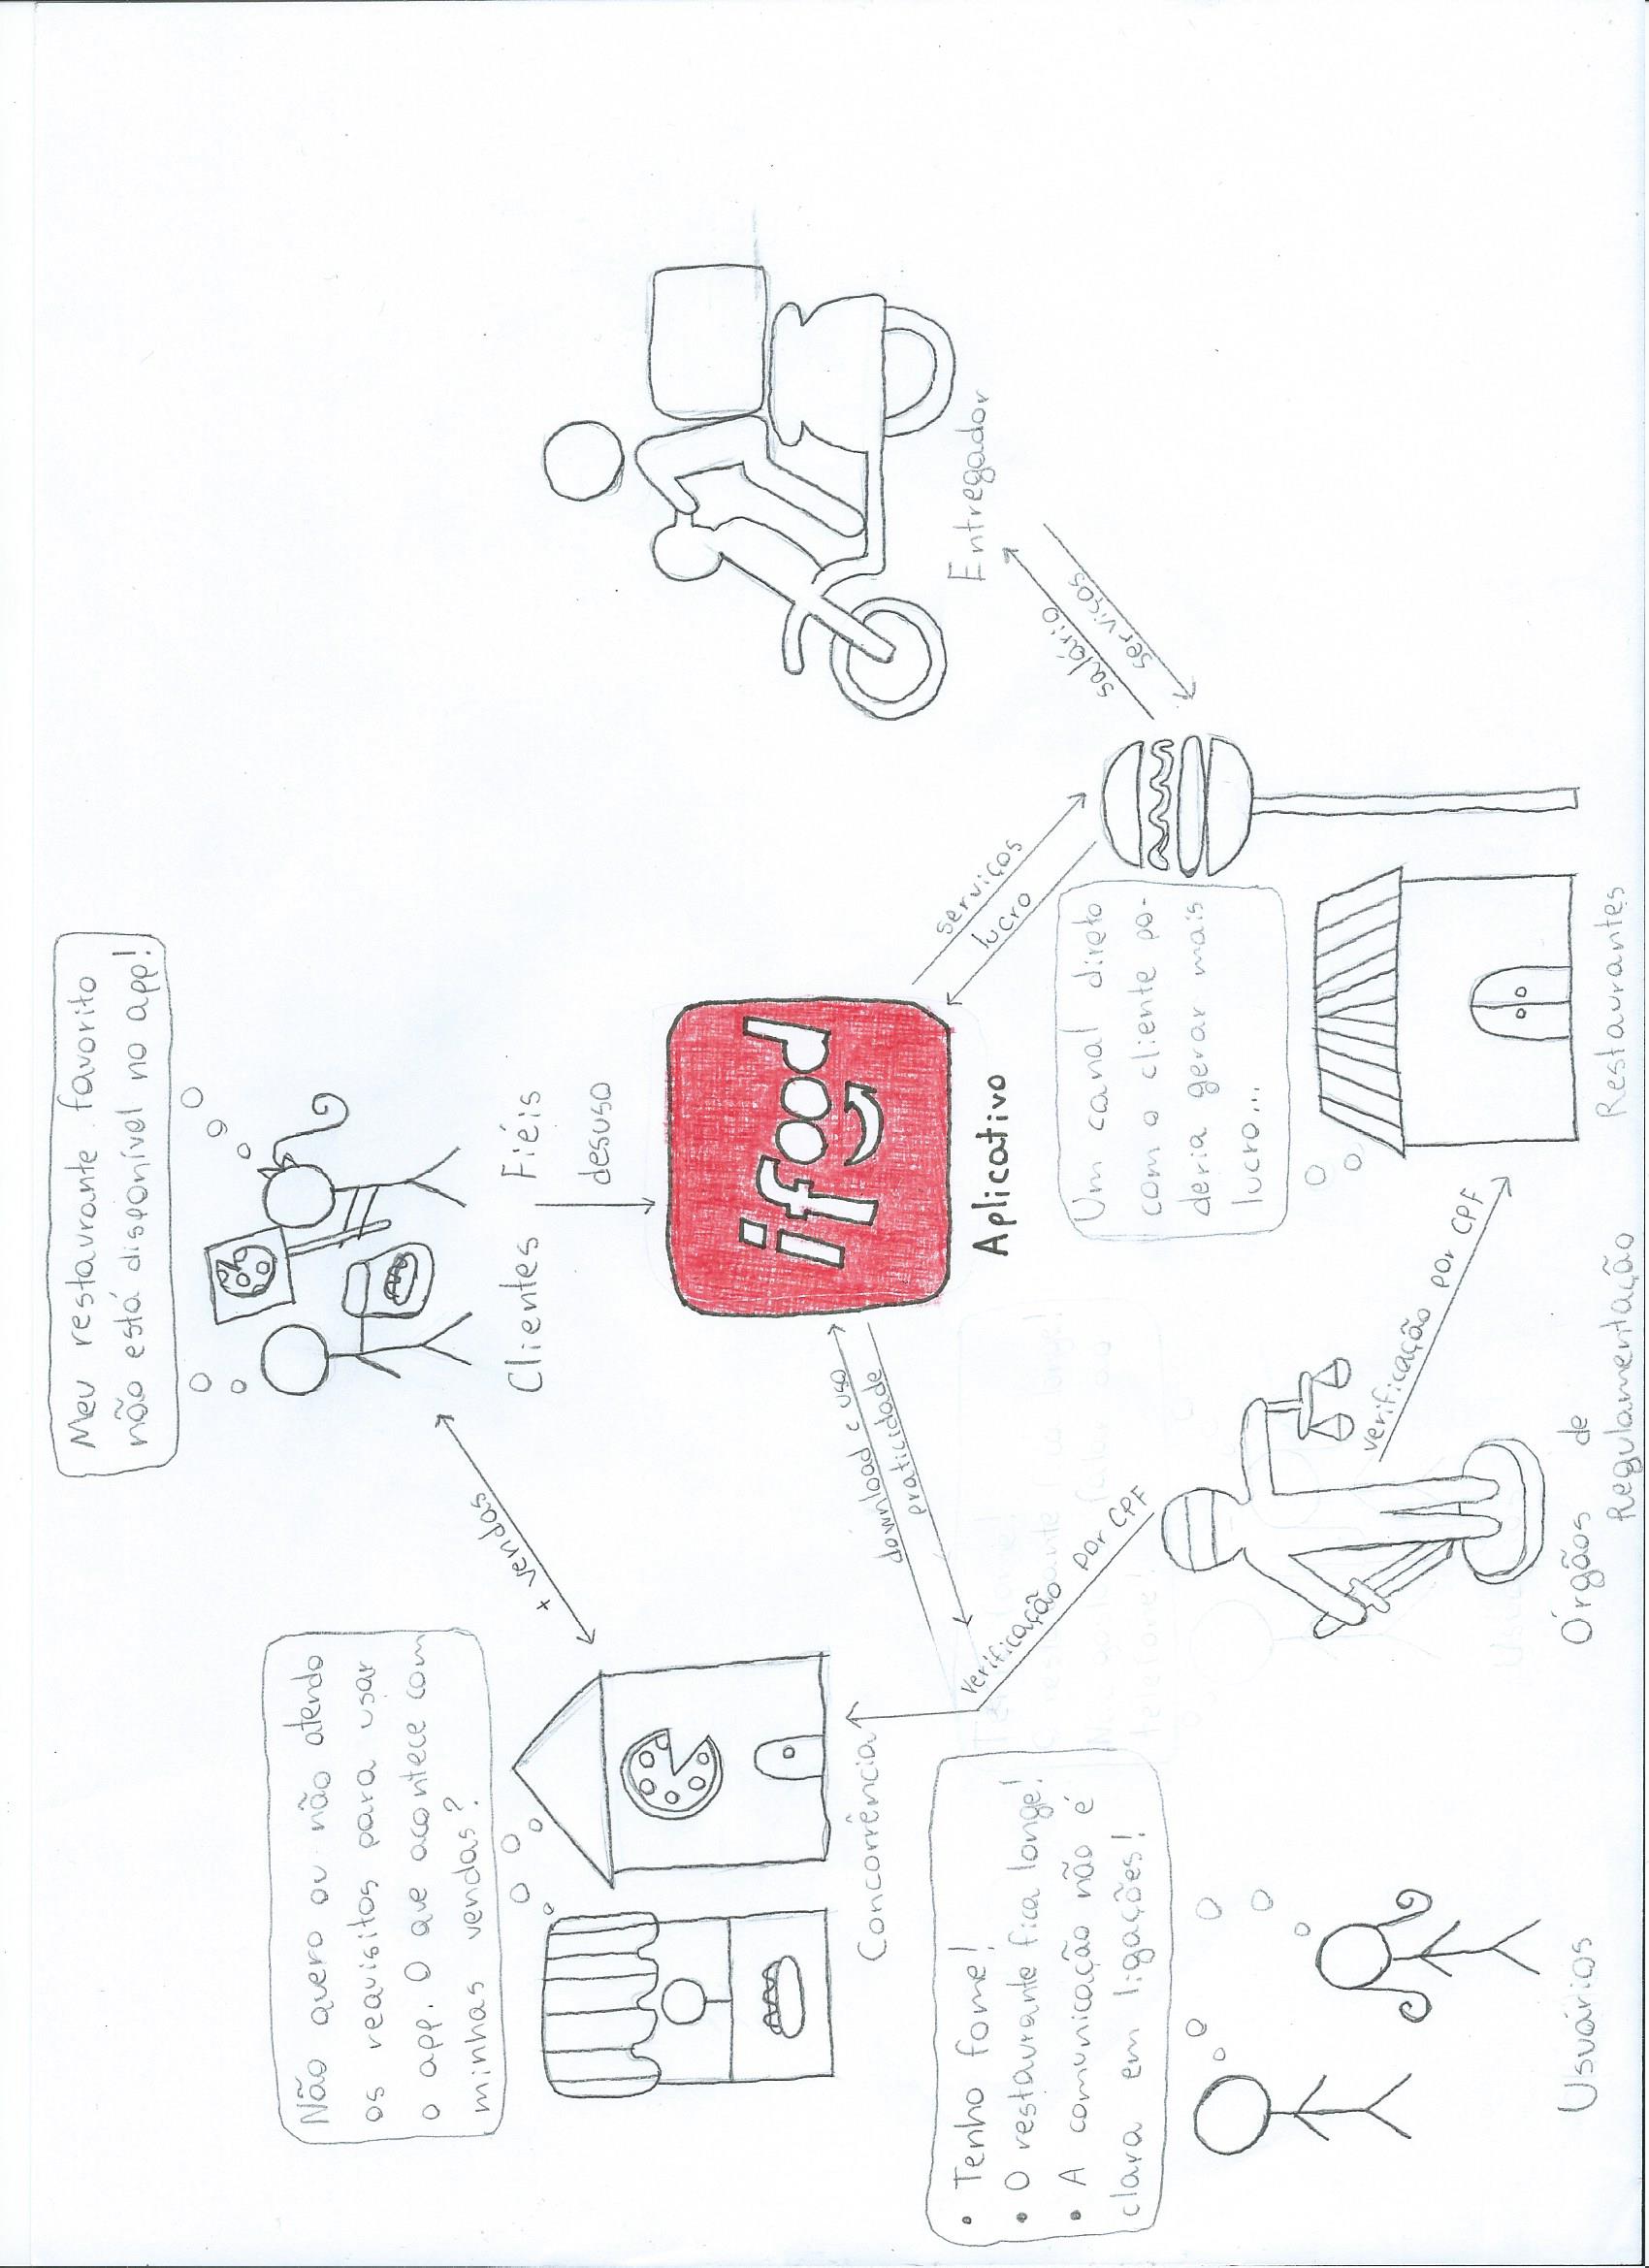 Meu restaurante favorito
não está disponível no app!
Clientes Fiéis
desuso
Não quero ou não atendo
os requisitos para usar
o app. O que acontece com
minhas vendas?
+ vendas
Concorrência
ifood
Aplicativo
download e uso
praticidade
serviços
lucro
Entregador
salário
serviços
• Tenho fome!
• O restaurante fica longe!
• A comunicação não é
clara em ligações!
Usuários
verificação por CPF
verificação por CPF
Órgãos de
Regulamentação
Um canal direto
com o cliente po-
deria gerar mais
lucro...
Restaurantes